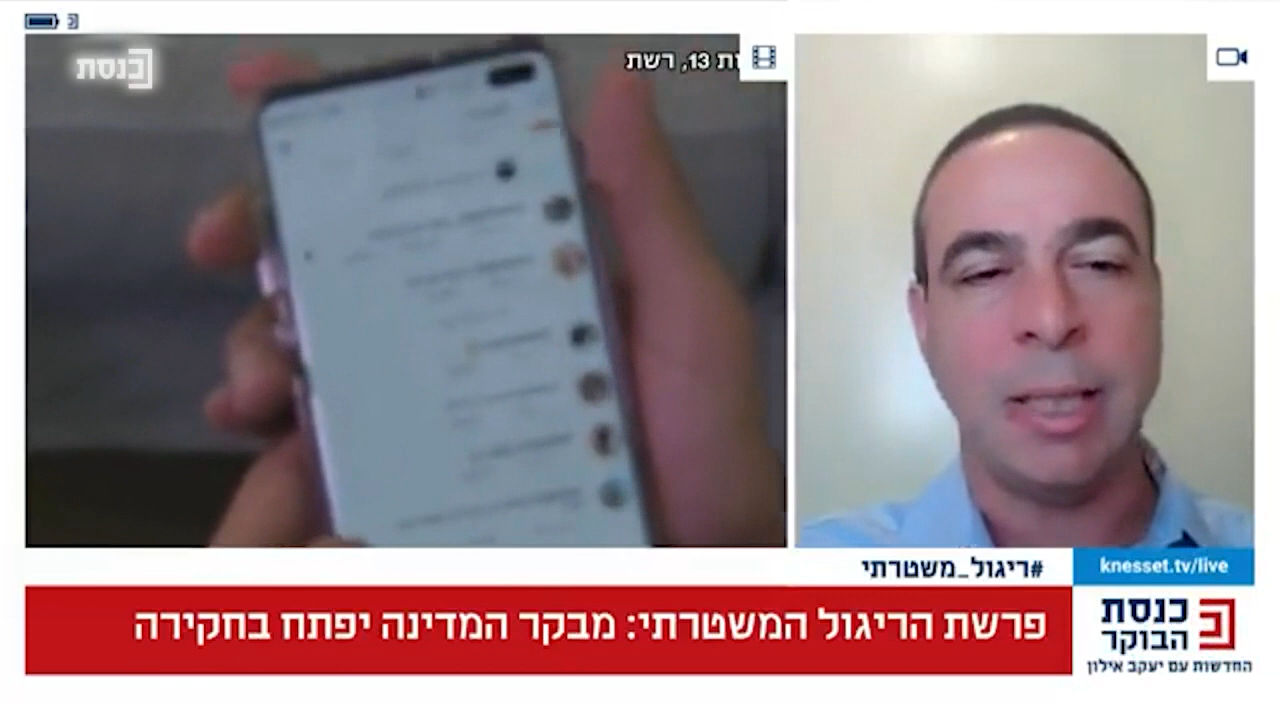 כנסת
ות 13, רשת
#ריגול_משטרתי
knesset.tv/live
פרשת הריגול המשטרתי: מבקר המדינה יפתח בחקירה
כנסת
הבוקר
החדשות עם יעקב אילון